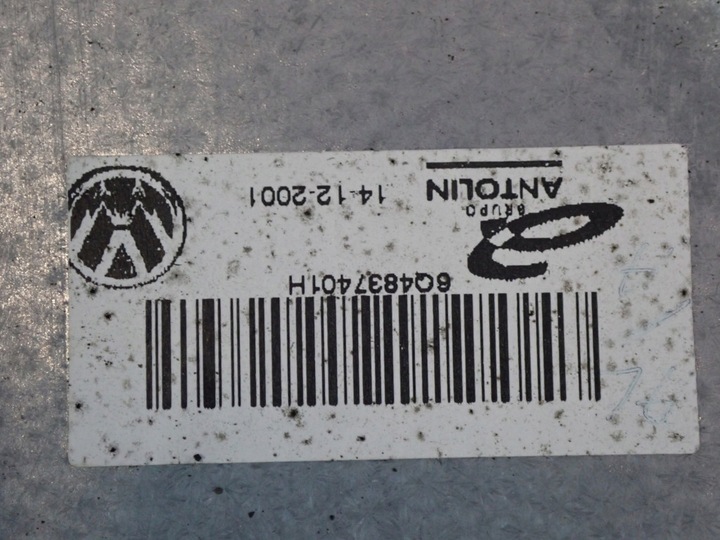 6Q4837401H
GRUPO
ANTOLIN
14-12-2001